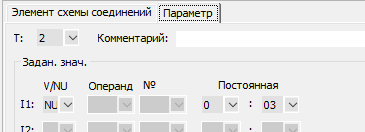 Элемент схемы соединений Параметр
T: 2 Комментарий:
Задан. знач.
V/NU Операнд № Постоянная
I1: NU 0 : 03
I2: :